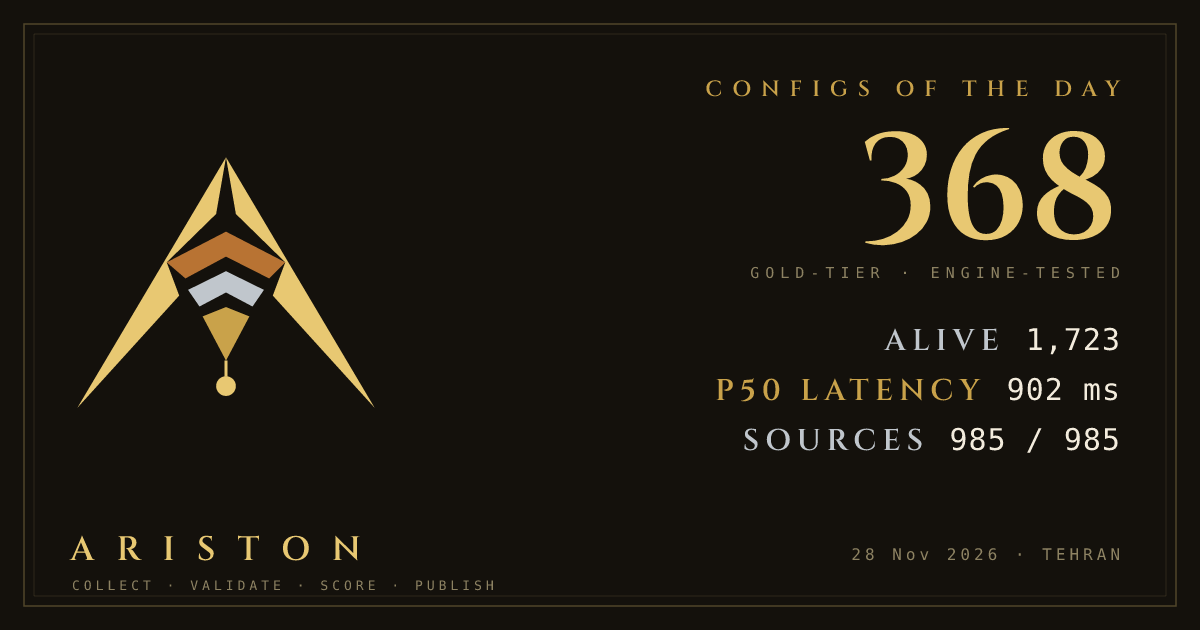 CONFIGS OF THE DAY
368
GOLD-TIER · ENGINE-TESTED
ALIVE 1,723
P50 LATENCY 902 ms
SOURCES 985 / 985
ARISTON
COLLECT · VALIDATE · SCORE · PUBLISH
28 Nov 2026 · TEHRAN